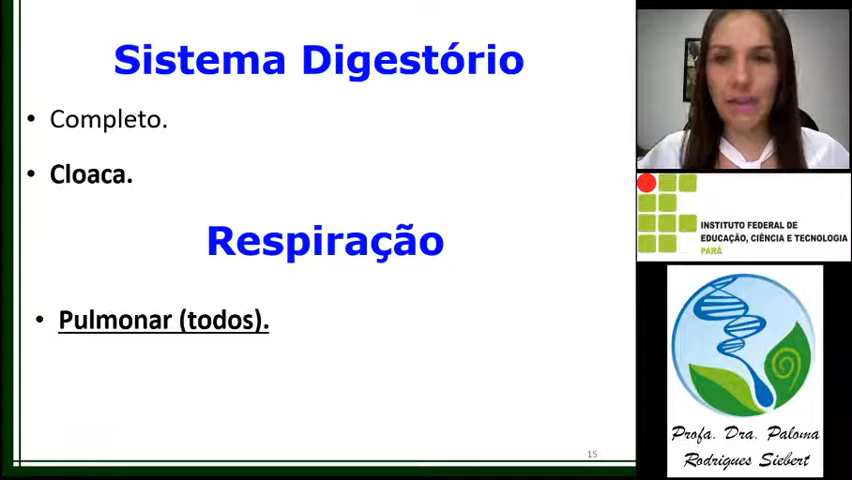 Sistema Digestório
• Completo.
• Cloaca.
Respiração
• Pulmonar (todos).
15
INSTITUTO FEDERAL DE
EDUCAÇÃO, CIÊNCIA E TECNOLOGIA
PARÁ
Profa. Dra. Paloma
Rodrigues Siebert